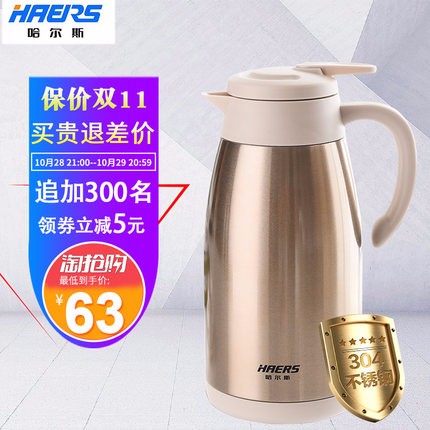 HAERS
哈尔斯
保价双11
买贵退差价
10月28 21:00--10月29 20:59
追加300名
领券立减5元
淘抢购
最低到手价:
¥63
HAERS
哈尔斯
304
不锈钢